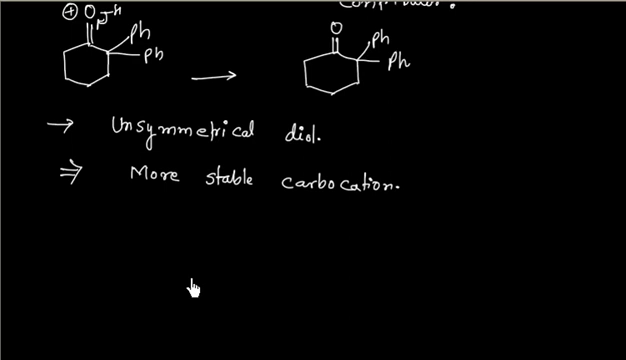 ⊕ O H
Ph
Ph
O
Ph
Ph
→ Unsymmetrical diol.
⇒ More stable carbocation.